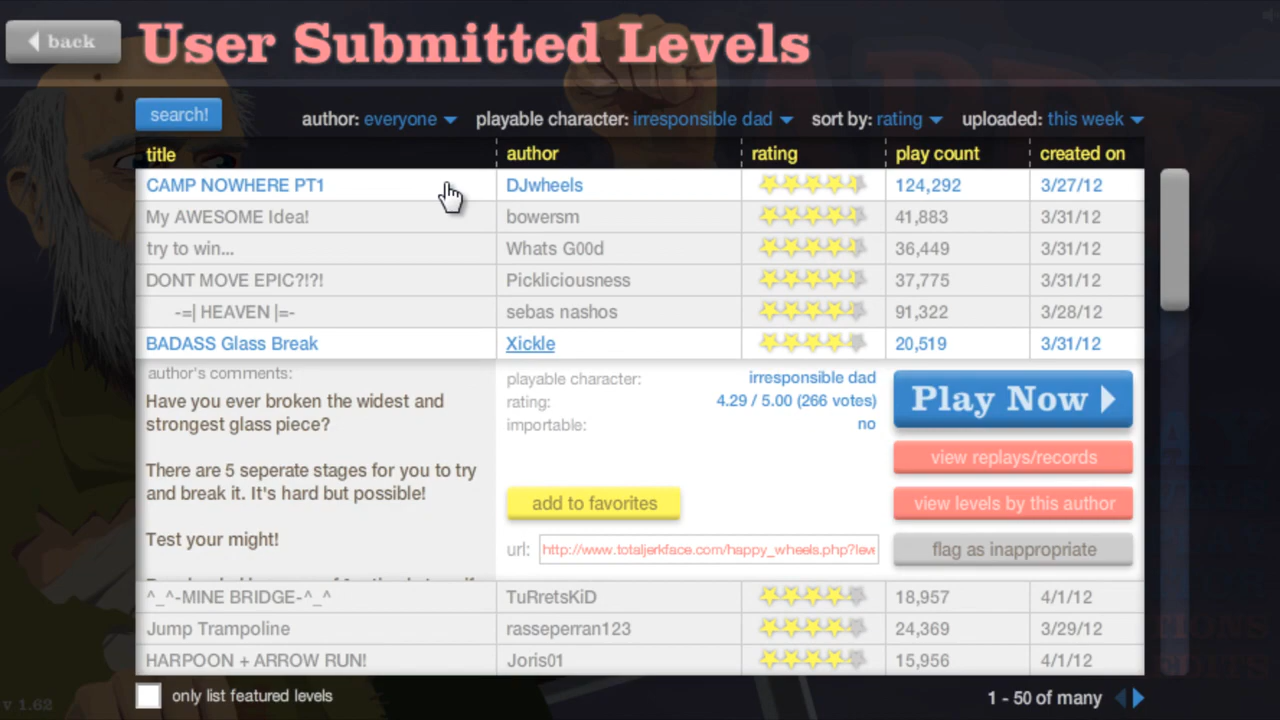 back
User Submitted Levels
search!
author: everyone
playable character: irresponsible dad
sort by: rating
uploaded: this week
title author rating play count created on
CAMP NOWHERE PT1 DJwheels 124,292 3/27/12
My AWESOME Idea! bowersm 41,883 3/31/12
try to win... Whats G00d 36,449 3/31/12
DONT MOVE EPIC?!?! Pickliciousness 37,775 3/31/12
-=| HEAVEN |=- sebas nashos 91,322 3/28/12
BADASS Glass Break Xickle 20,519 3/31/12
author's comments:
Have you ever broken the widest and
strongest glass piece?
There are 5 seperate stages for you to try
and break it. It's hard but possible!
Test your might!
playable character: irresponsible dad
rating: 4.29 / 5.00 (266 votes)
importable: no
add to favorites
url: http://www.totaljerkface.com/happy_wheels.php?leve
Play Now
view replays/records
view levels by this author
flag as inappropriate
^_^-MINE BRIDGE-^_^ TuRretsKiD 18,957 4/1/12
Jump Trampoline rasseperran123 24,369 3/29/12
HARPOON + ARROW RUN! Joris01 15,956 4/1/12
only list featured levels
1 - 50 of many
v 1.62